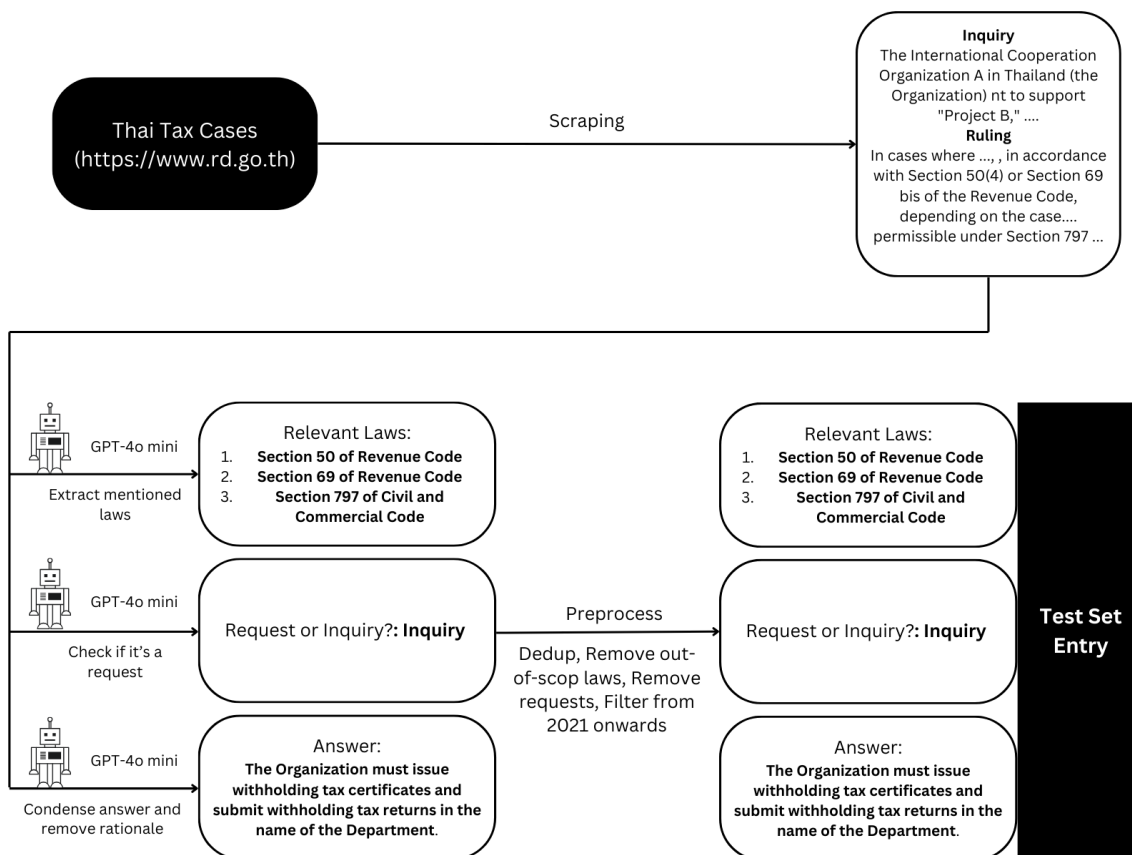 Thai Tax Cases
(https://www.rd.go.th)
Scraping
Inquiry
The International Cooperation
Organization A in Thailand (the
Organization) nt to support
"Project B," ....
Ruling
In cases where ..., , in accordance
with Section 50(4) or Section 69
bis of the Revenue Code,
depending on the case....
permissible under Section 797 ...
GPT-4o mini
Extract mentioned
laws
Relevant Laws:
1. Section 50 of Revenue Code
2. Section 69 of Revenue Code
3. Section 797 of Civil and
Commercial Code
Relevant Laws:
1. Section 50 of Revenue Code
2. Section 69 of Revenue Code
3. Section 797 of Civil and
Commercial Code
GPT-4o mini
Check if it's a
request
Request or Inquiry?: Inquiry
Preprocess
Dedup, Remove out-
of-scop laws, Remove
requests, Filter from
2021 onwards
Request or Inquiry?: Inquiry
Test Set
Entry
GPT-4o mini
Condense answer and
remove rationale
Answer:
The Organization must issue
withholding tax certificates and
submit withholding tax returns in the
name of the Department.
Answer:
The Organization must issue
withholding tax certificates and
submit withholding tax returns in the
name of the Department.